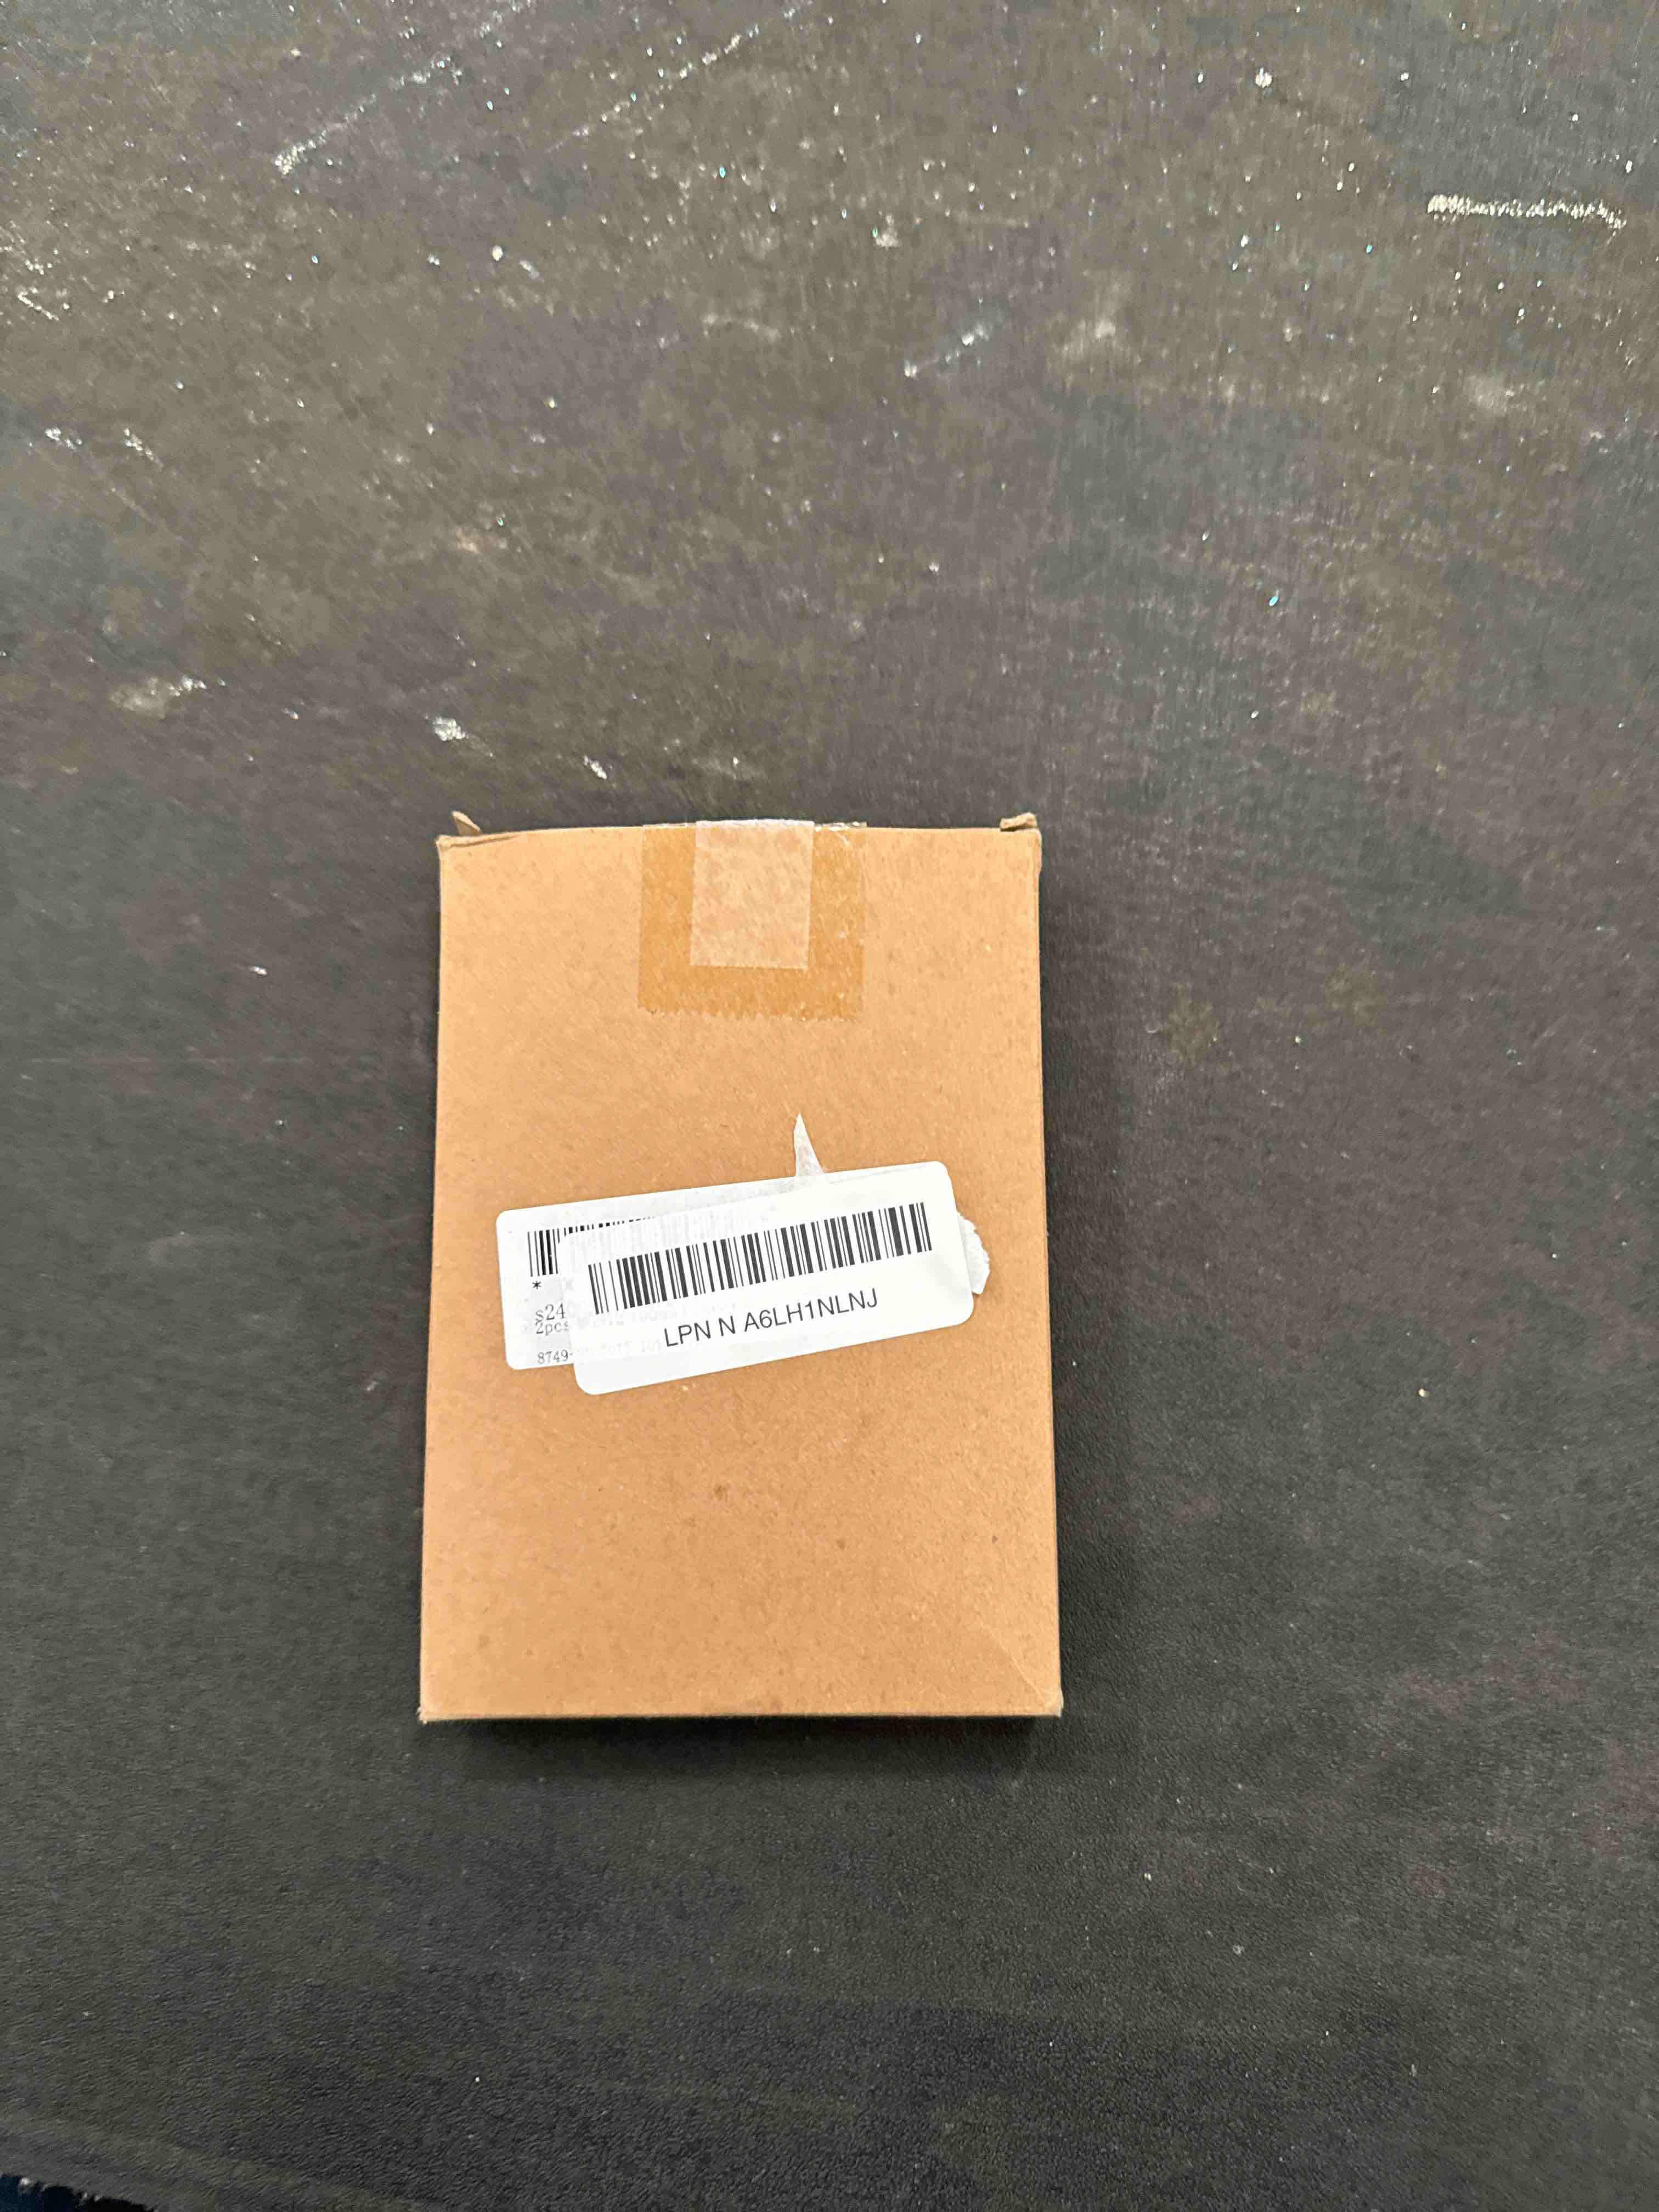 *
s24
2pcs
8749-
LPN N A6LH1NLNJ